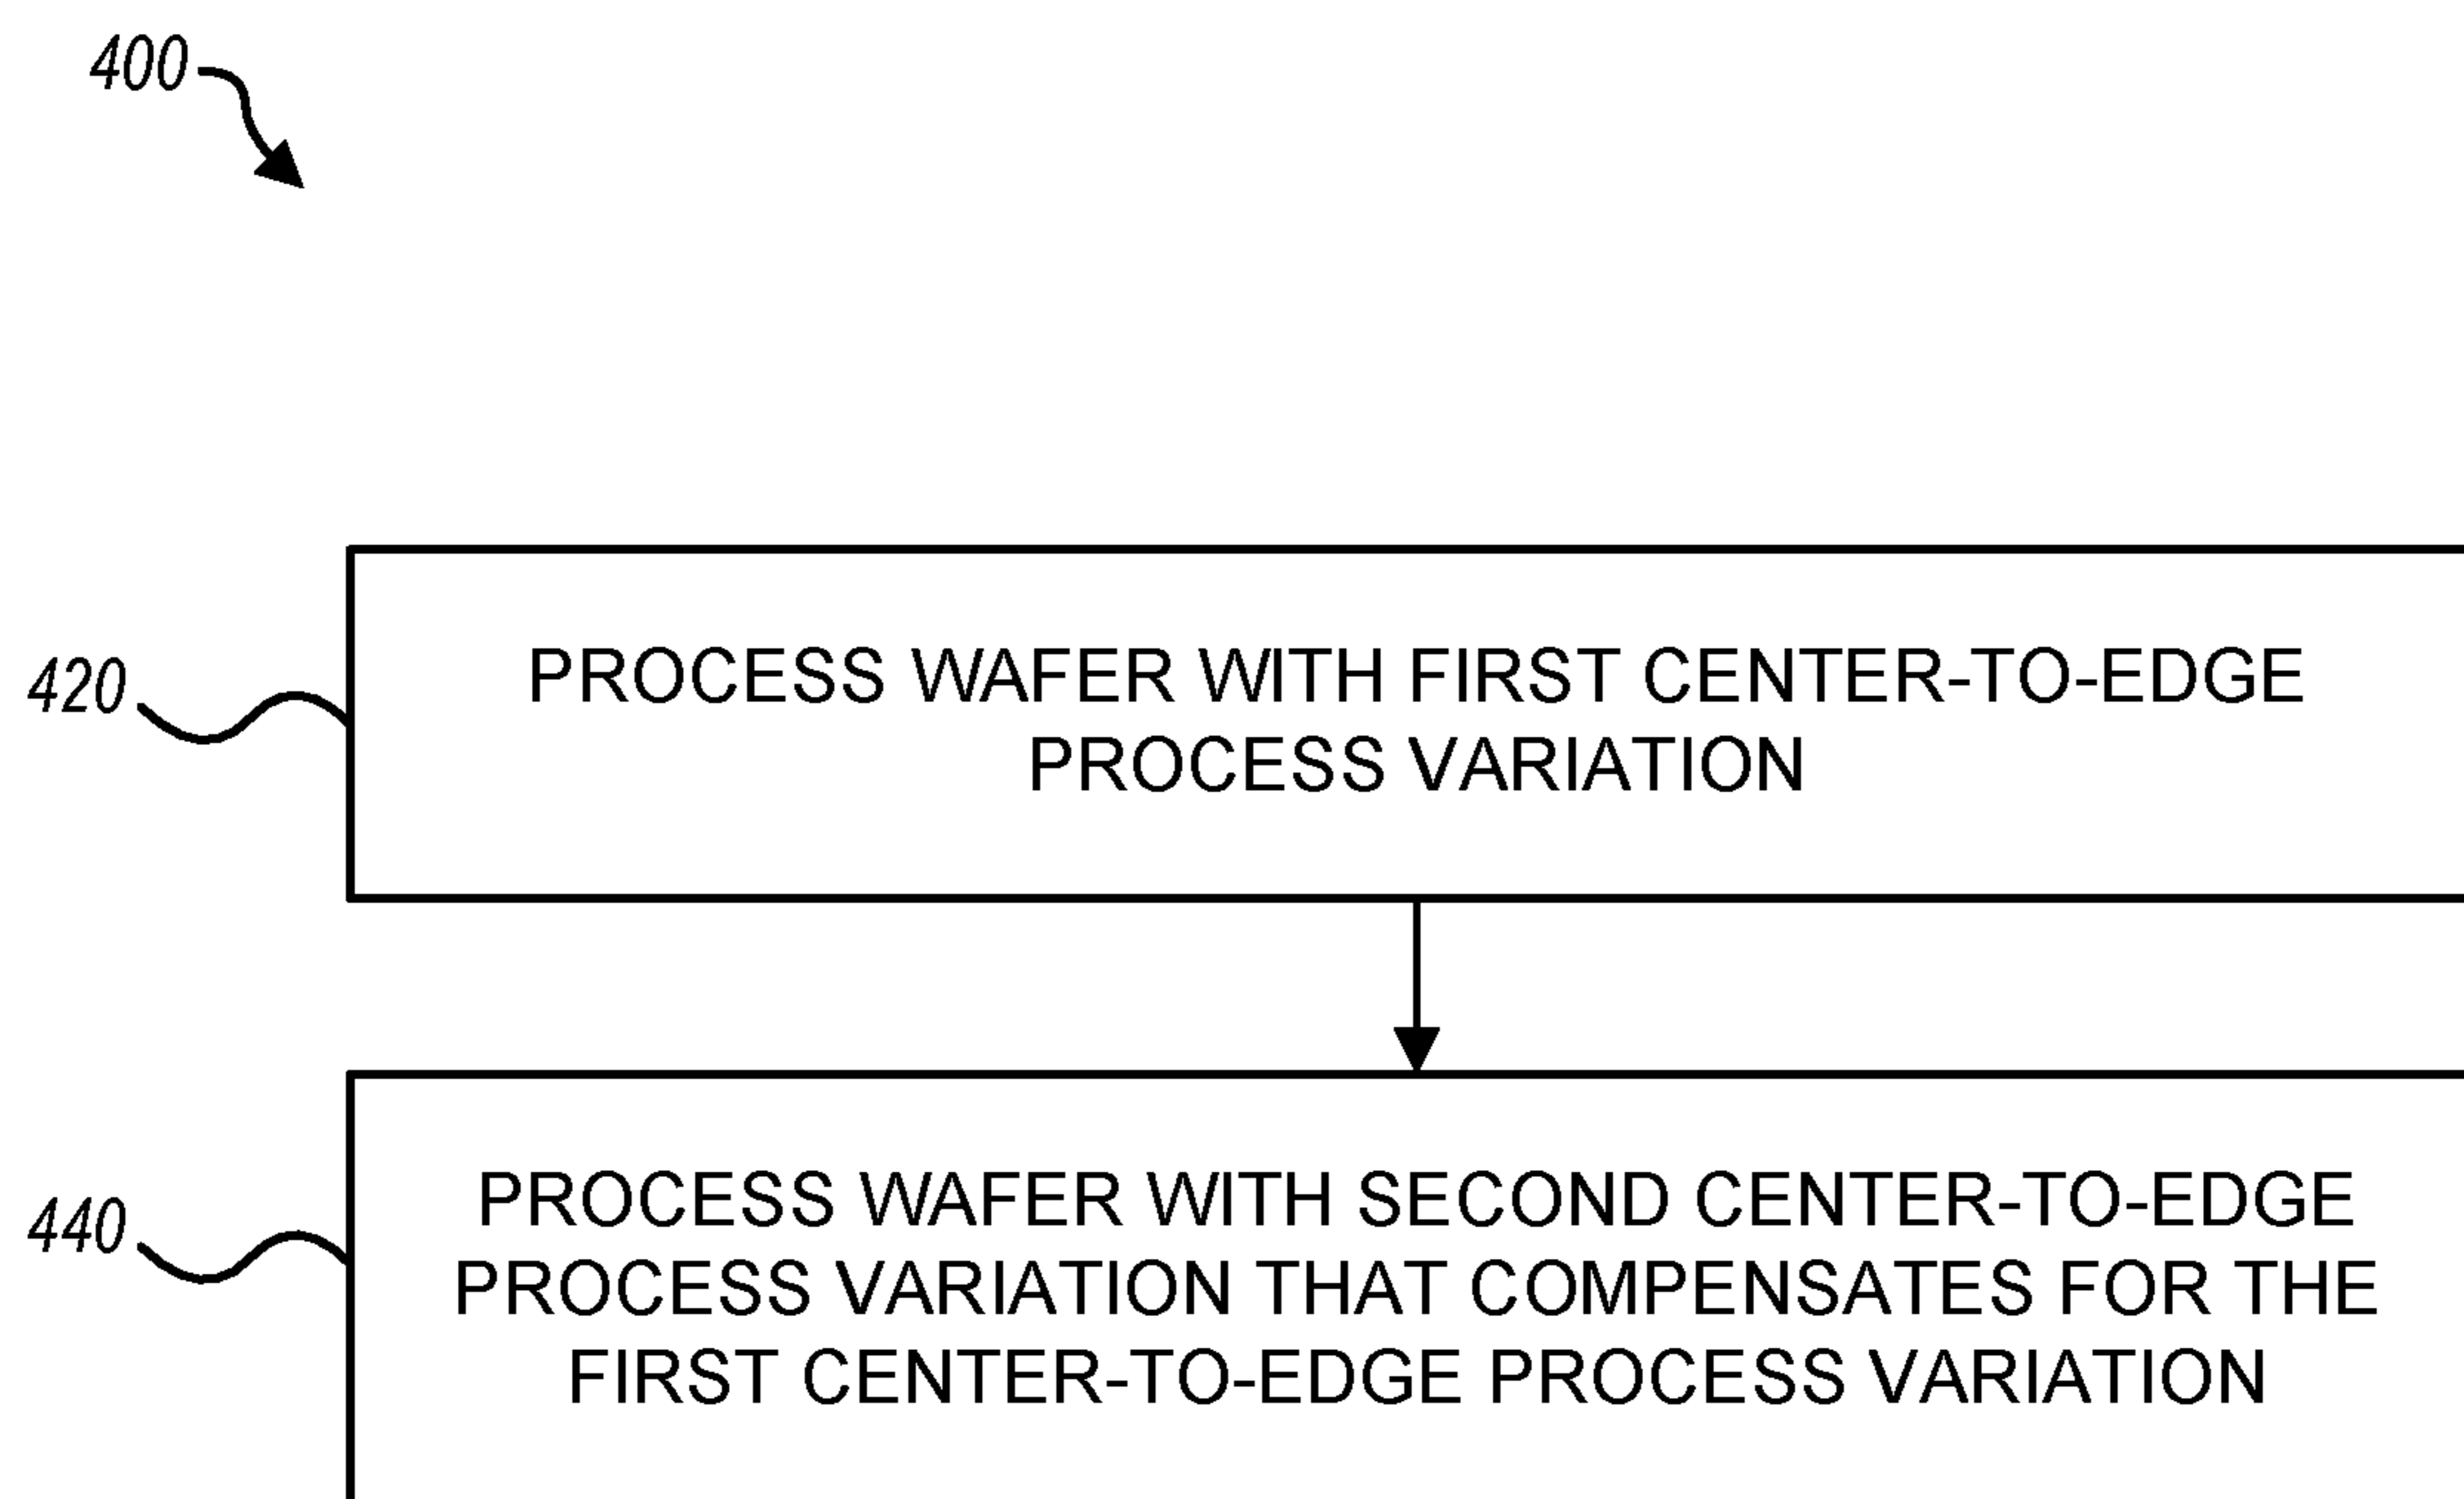 400
420
PROCESS WAFER WITH FIRST CENTER-TO-EDGE
PROCESS VARIATION
440
PROCESS WAFER WITH SECOND CENTER-TO-EDGE
PROCESS VARIATION THAT COMPENSATES FOR THE
FIRST CENTER-TO-EDGE PROCESS VARIATION